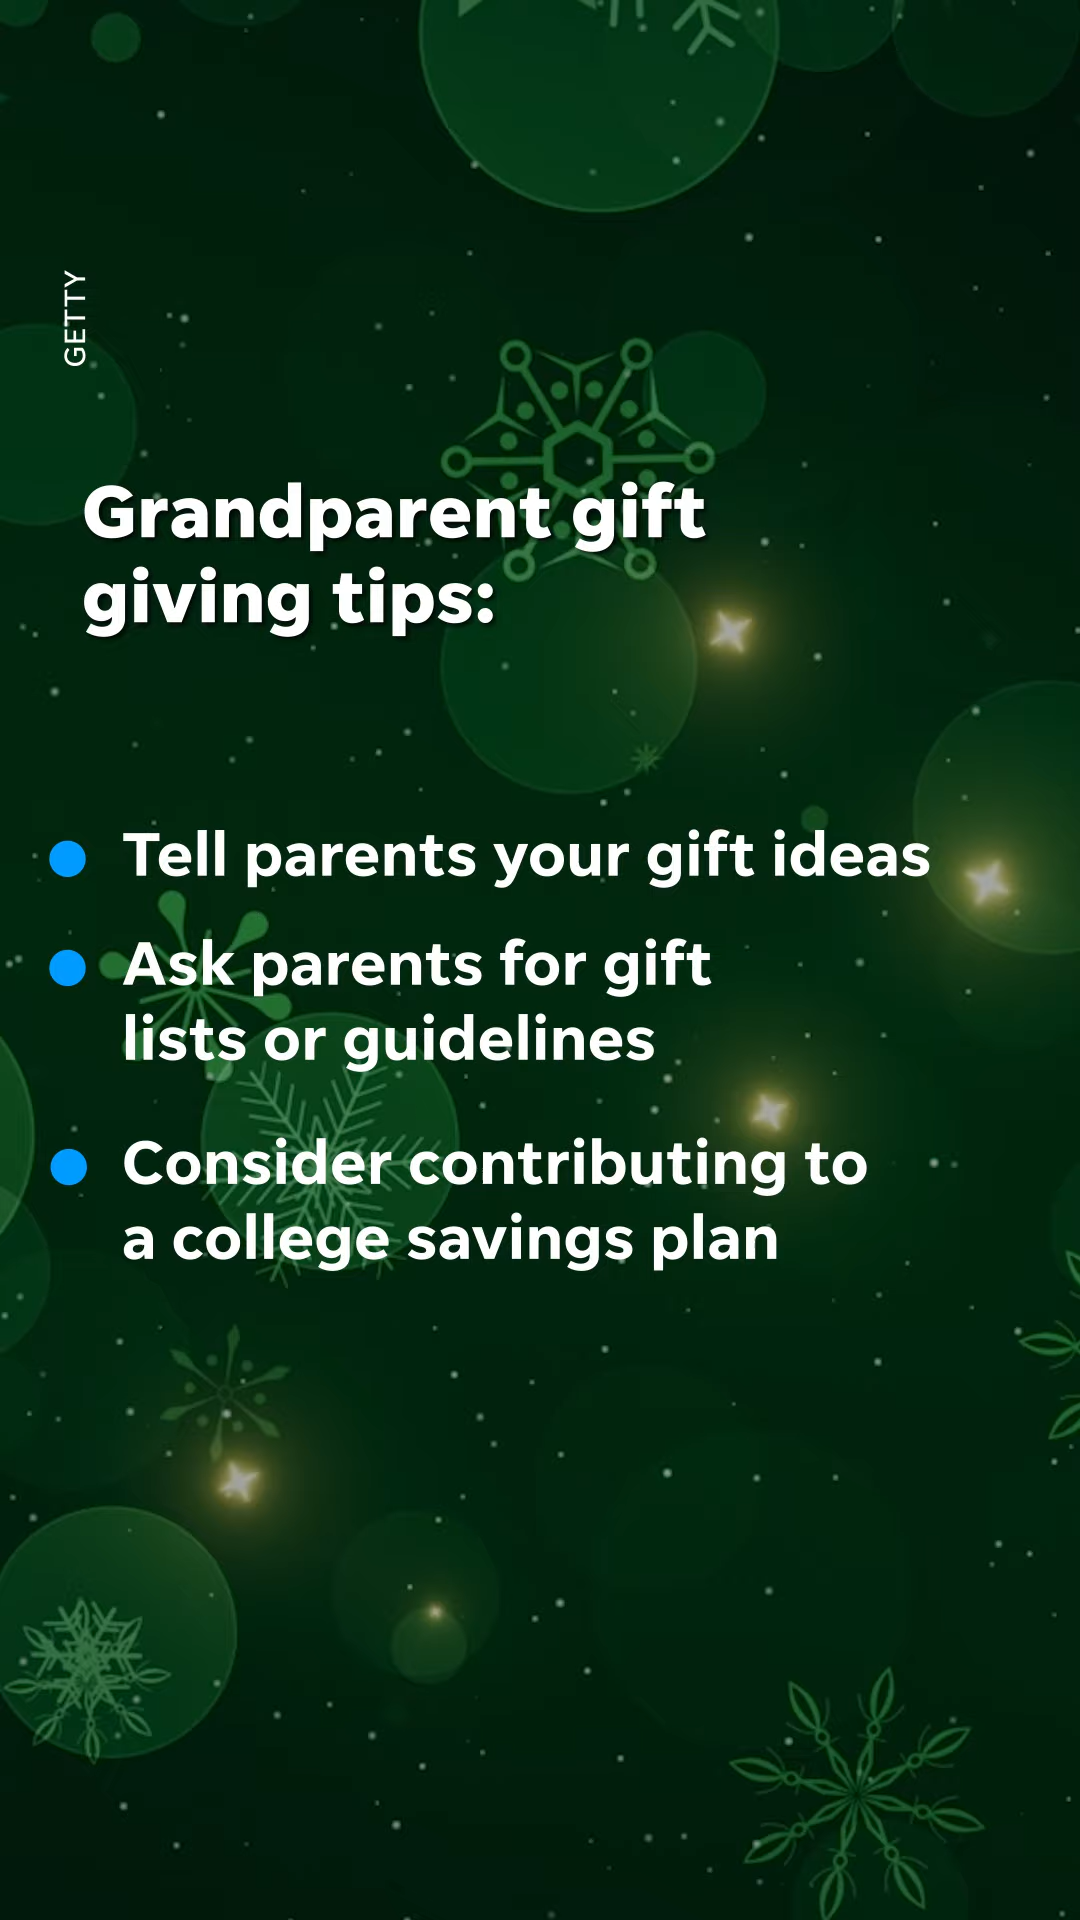 GETTY
Grandparent gift
giving tips:
Tell parents your gift ideas
Ask parents for gift
lists or guidelines
Consider contributing to
a college savings plan